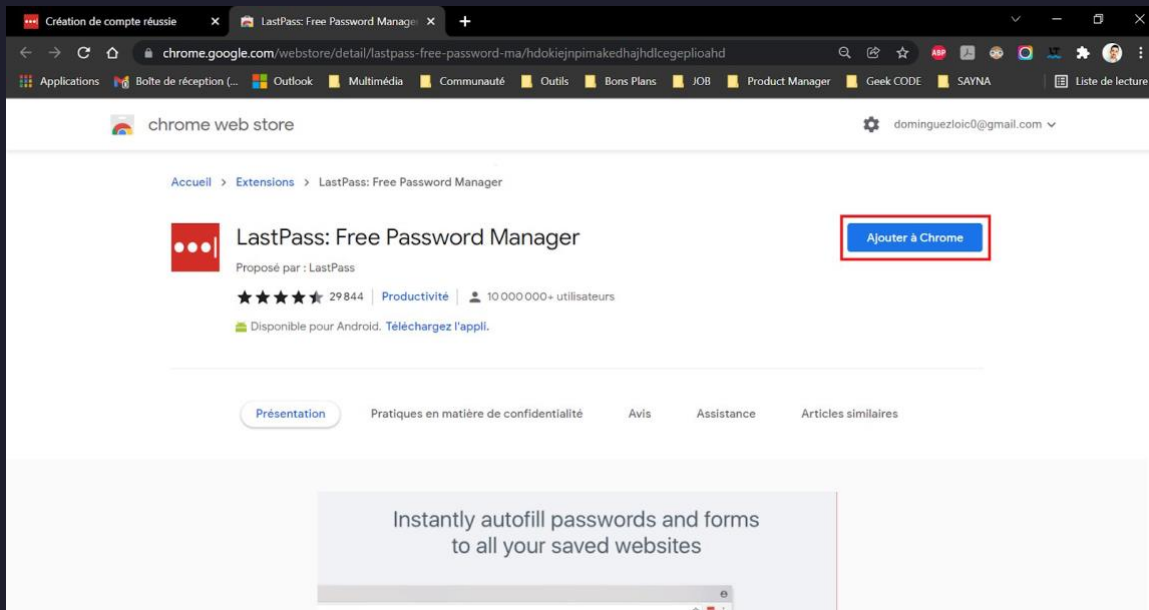 Création de compte réussie
LastPass: Free Password Manager
chrome.google.com/webstore/detail/lastpass-free-password-ma/hdokiejnpimakedhajhdlcegeplioahd
ABP
Applications Boîte de réception (... Outlook Multimédia Communauté Outils Bons Plans JOB Product Manager Geek CODE SAYNA Liste de lecture
chrome web store
dominguezloic0@gmail.com
Accueil > Extensions > LastPass: Free Password Manager
LastPass: Free Password Manager
Ajouter à Chrome
Proposé par : LastPass
29 844 Productivité 10 000 000+ utilisateurs
Disponible pour Android. Téléchargez l'appli.
Présentation Pratiques en matière de confidentialité Avis Assistance Articles similaires
Instantly autofill passwords and forms
to all your saved websites